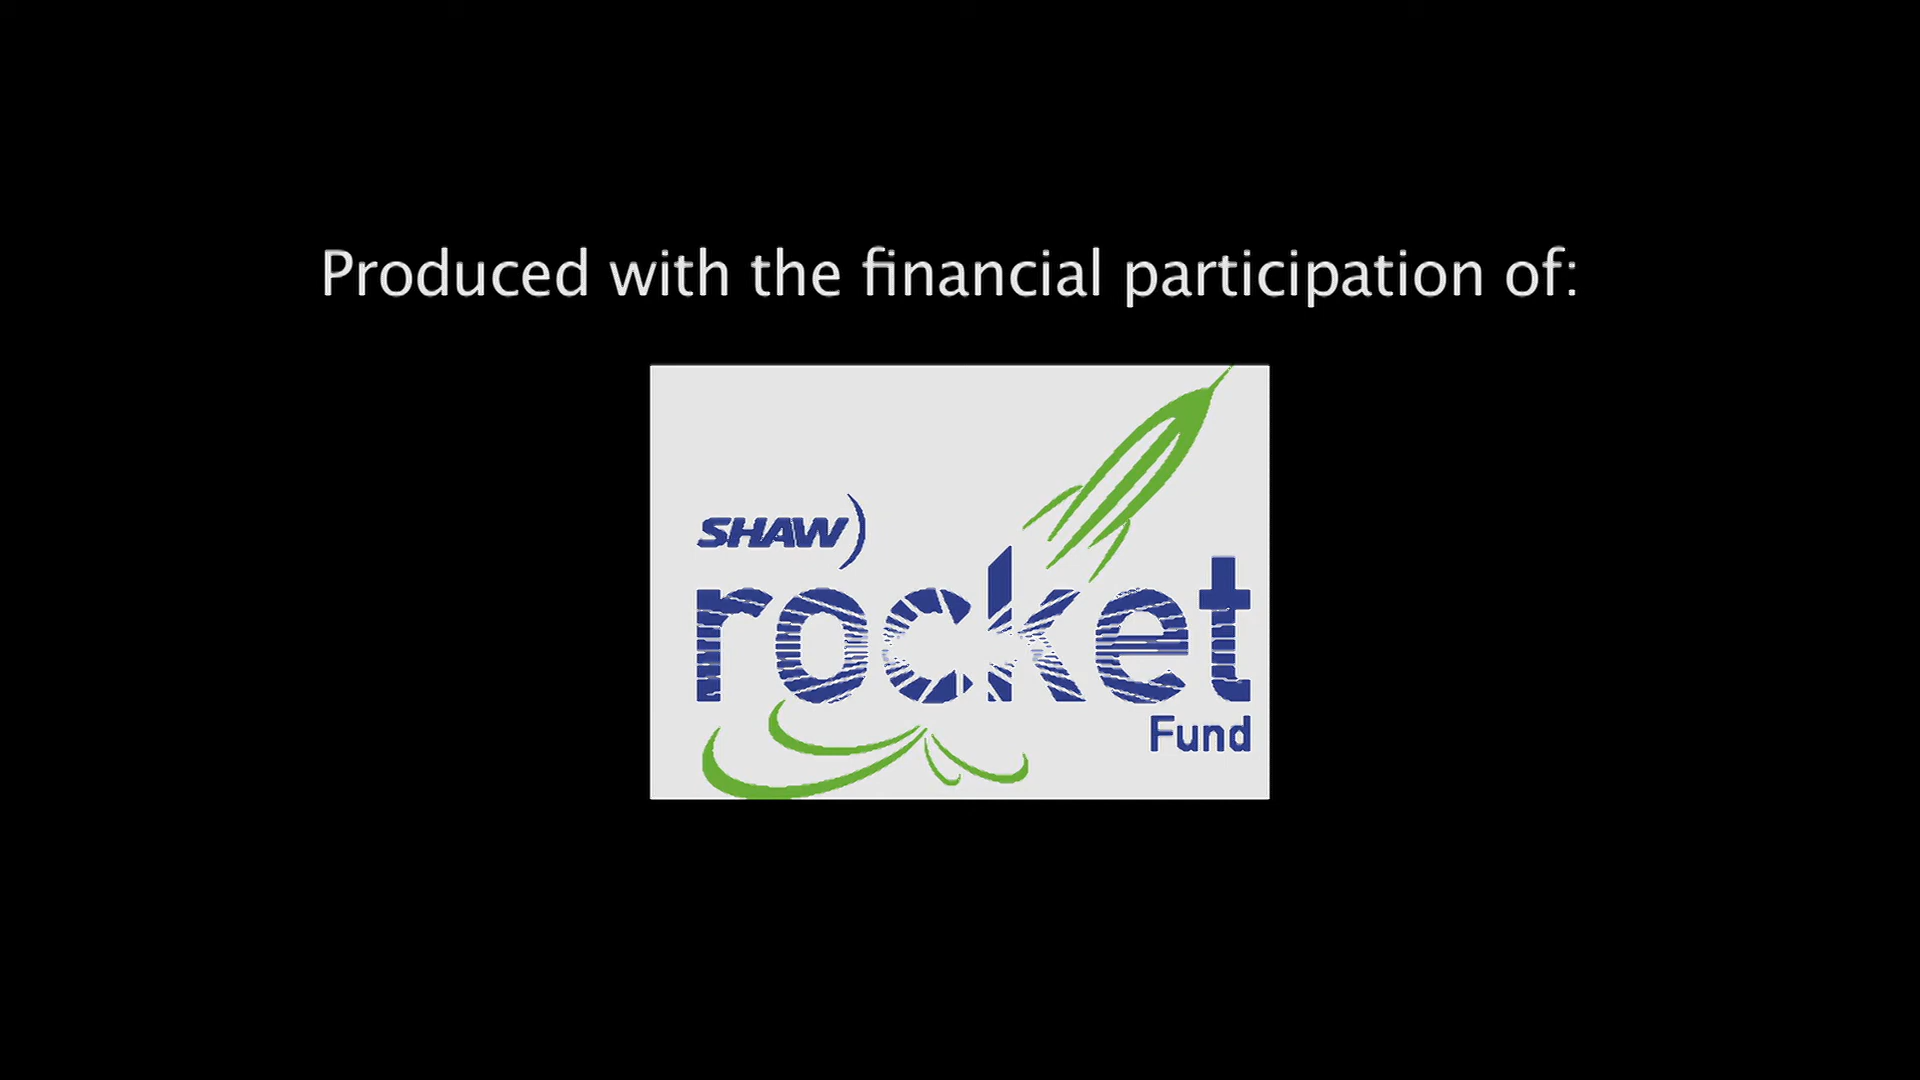 Produced with the financial participation of:
SHAW)
rocket
Fund